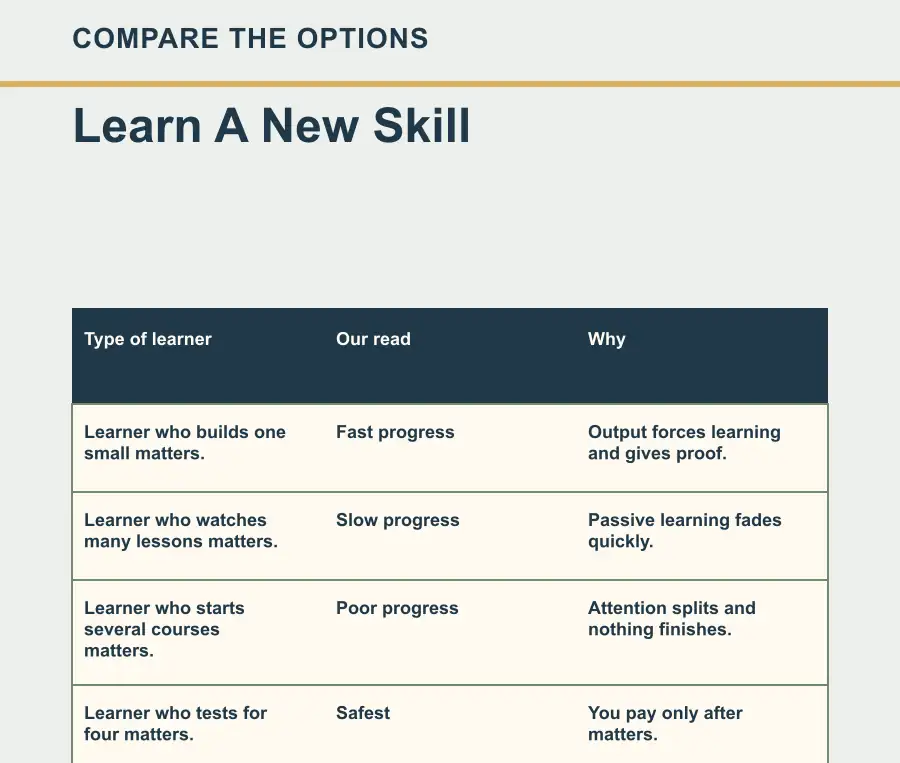 COMPARE THE OPTIONS
Learn A New Skill
Type of learner
Our read
Why
Learner who builds one
small matters.
Fast progress
Output forces learning
and gives proof.
Learner who watches
many lessons matters.
Slow progress
Passive learning fades
quickly.
Learner who starts
several courses
matters.
Poor progress
Attention splits and
nothing finishes.
Learner who tests for
four matters.
Safest
You pay only after
matters.